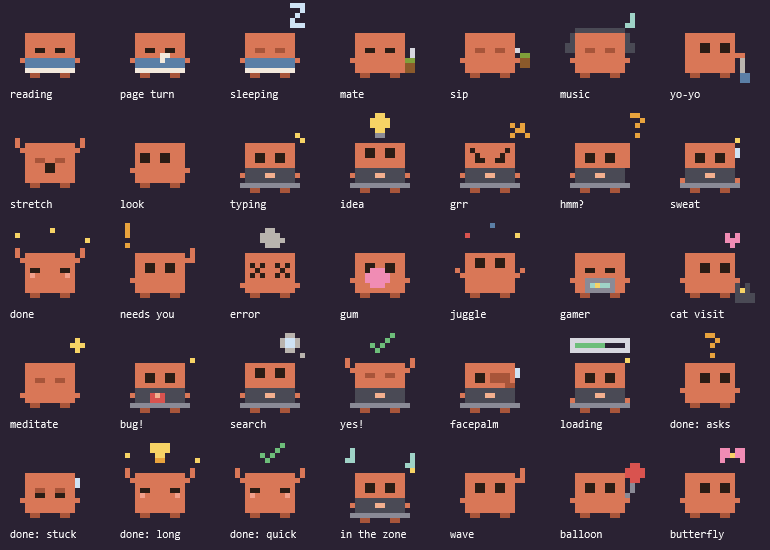 reading
page turn
sleeping
mate
sip
music
yo-yo
stretch
look
typing
idea
grr
hmm?
sweat
done
needs you
error
gum
juggle
gamer
cat visit
meditate
bug!
search
yes!
facepalm
loading
done: asks
done: stuck
done: long
done: quick
in the zone
wave
balloon
butterfly